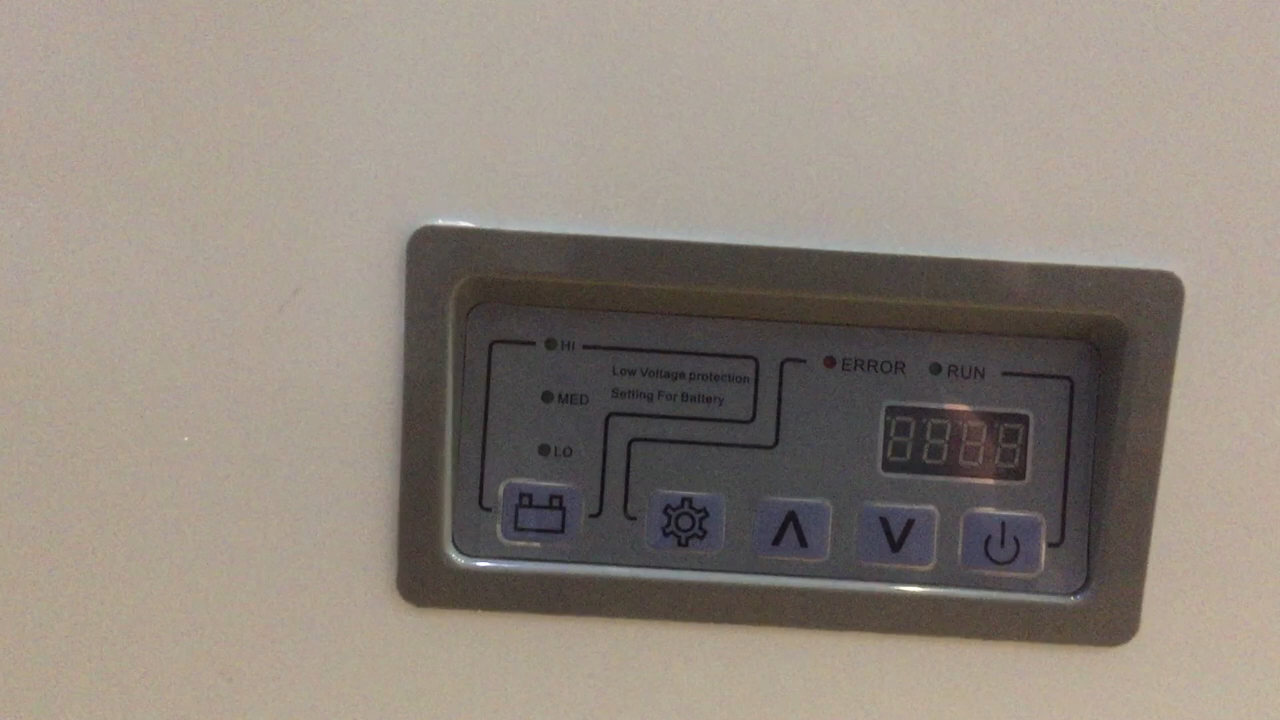 HI
Low Voltage protection
MED
Setting For Battery
LO
ERROR
RUN